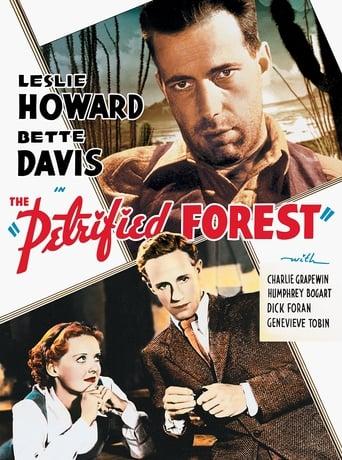 LESLIE
HOWARD
BETTE
DAVIS
IN
THE
"Petrified FOREST"
with
CHARLIE GRAPEWIN
HUMPHREY BOGART
DICK FORAN
GENEVIEVE TOBIN